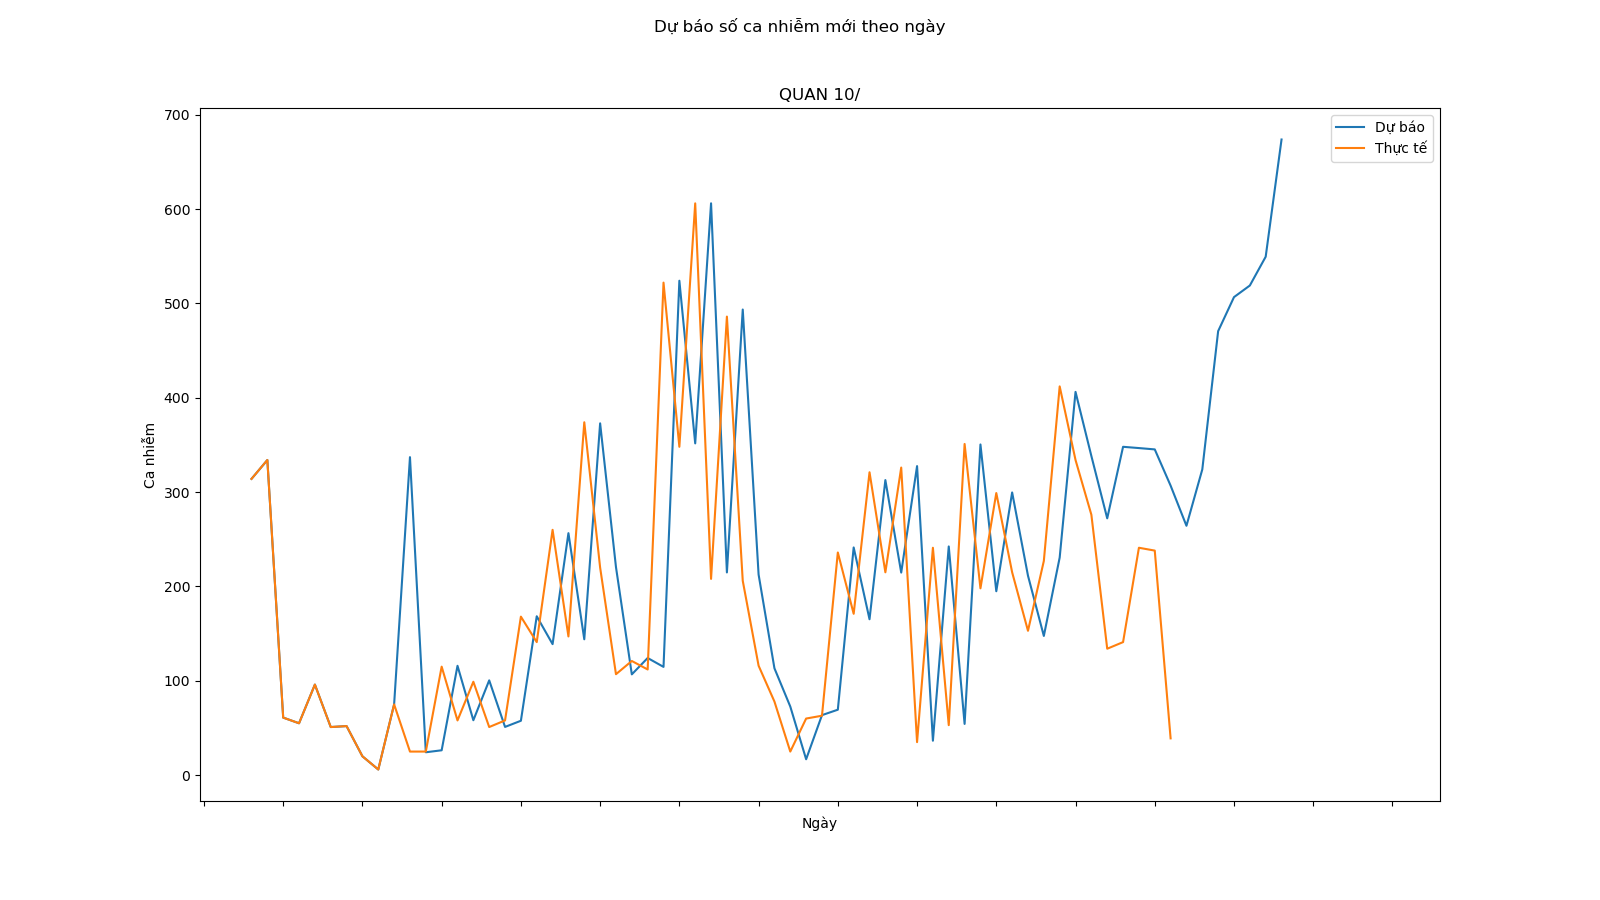 Dự báo số ca nhiễm mới theo ngày
QUAN 10/
700
600
500
400
300
200
100
0
Ca nhiễm
Ngày
Dự báo
Thực tế